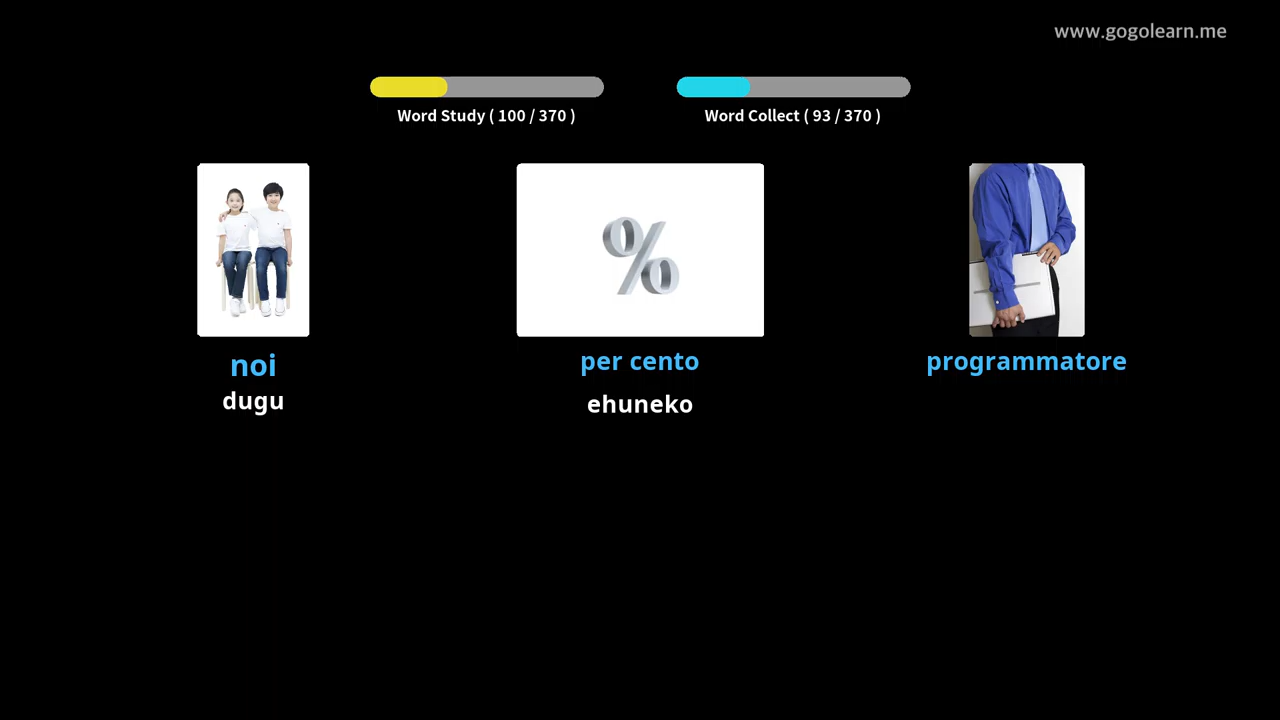 www.gogolearn.me
Word Study ( 100 / 370 )
Word Collect ( 93 / 370 )
noi
dugu
per cento
ehuneko
programmatore